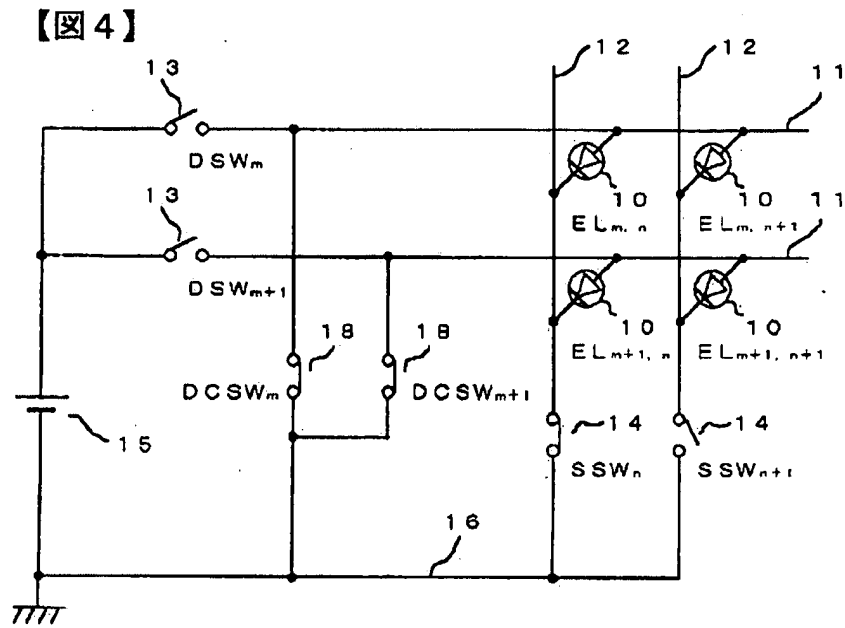 【図4】
12 12
13 11
DSWm
10 10
13 ELm, n ELm, n+1 11
DSWm+1
18 18 10 10
ELm+1, n ELm+1, n+1
DCSWm DCSWm+1
15 14 14
SSWn SSWn+1
16